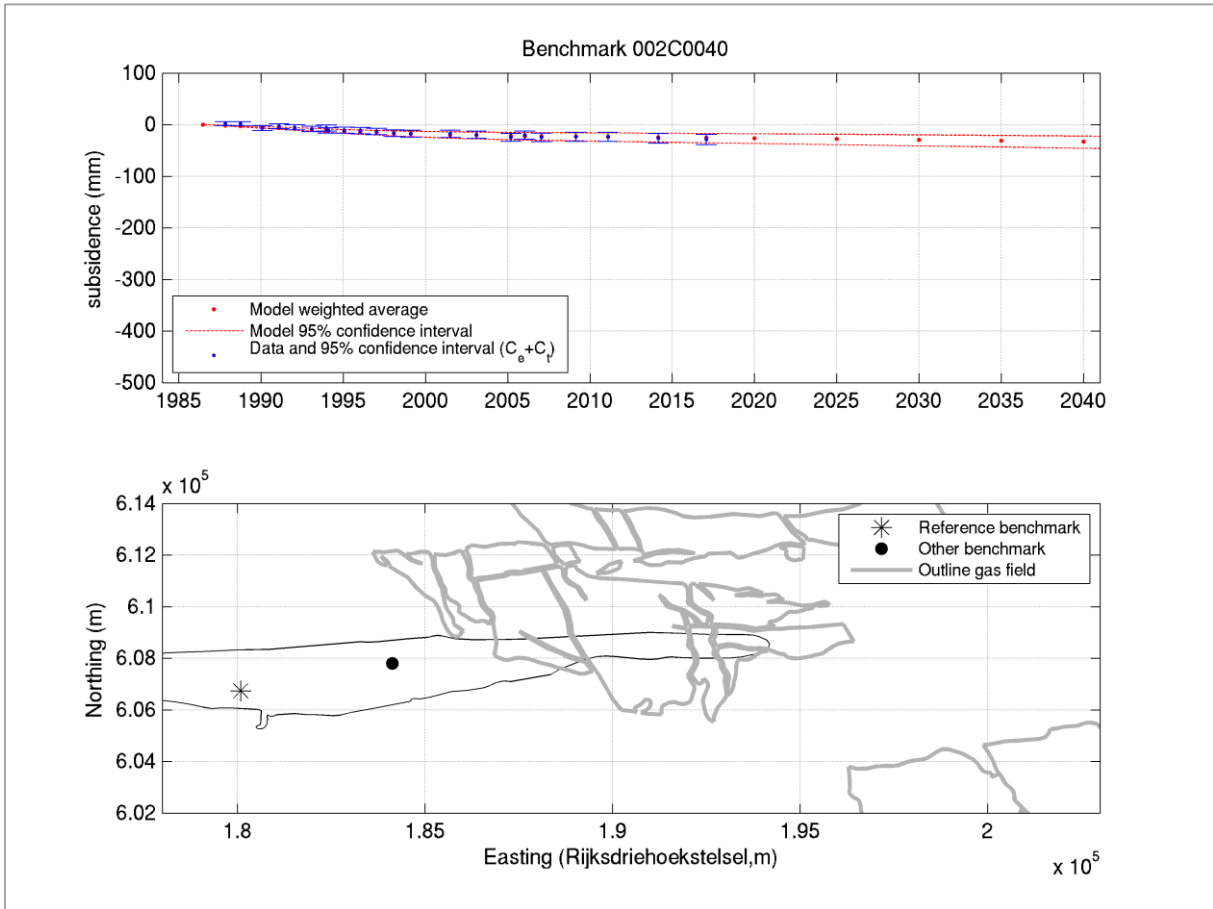 Benchmark 002C0040
100
0
-100
-200
-300
-400
-500
subsidence (mm)
Model weighted average
Model 95% confidence interval
Data and 95% confidence interval (C_e+C_t)
1985 1990 1995 2000 2005 2010 2015 2020 2025 2030 2035 2040
x 10^5
6.14
6.12
6.1
6.08
6.06
6.04
6.02
Northing (m)
Reference benchmark
Other benchmark
Outline gas field
1.8 1.85 1.9 1.95 2
Easting (Rijksdriehoekstelsel,m)
x 10^5